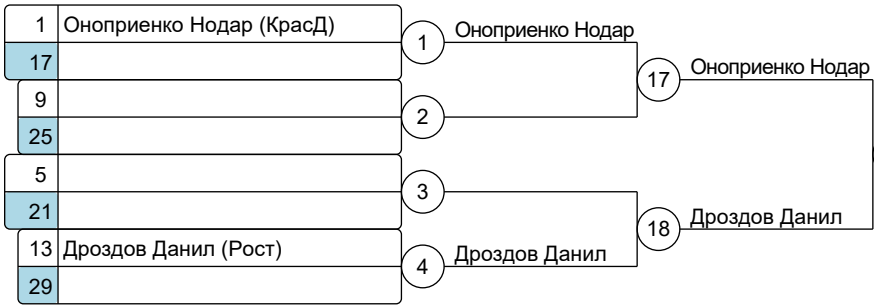 1 Оноприенко Нодар (КрасД)
17
1 Оноприенко Нодар
9
25
2
17 Оноприенко Нодар
5
21
3
13 Дроздов Данил (Рост)
29
4 Дроздов Данил
18 Дроздов Данил